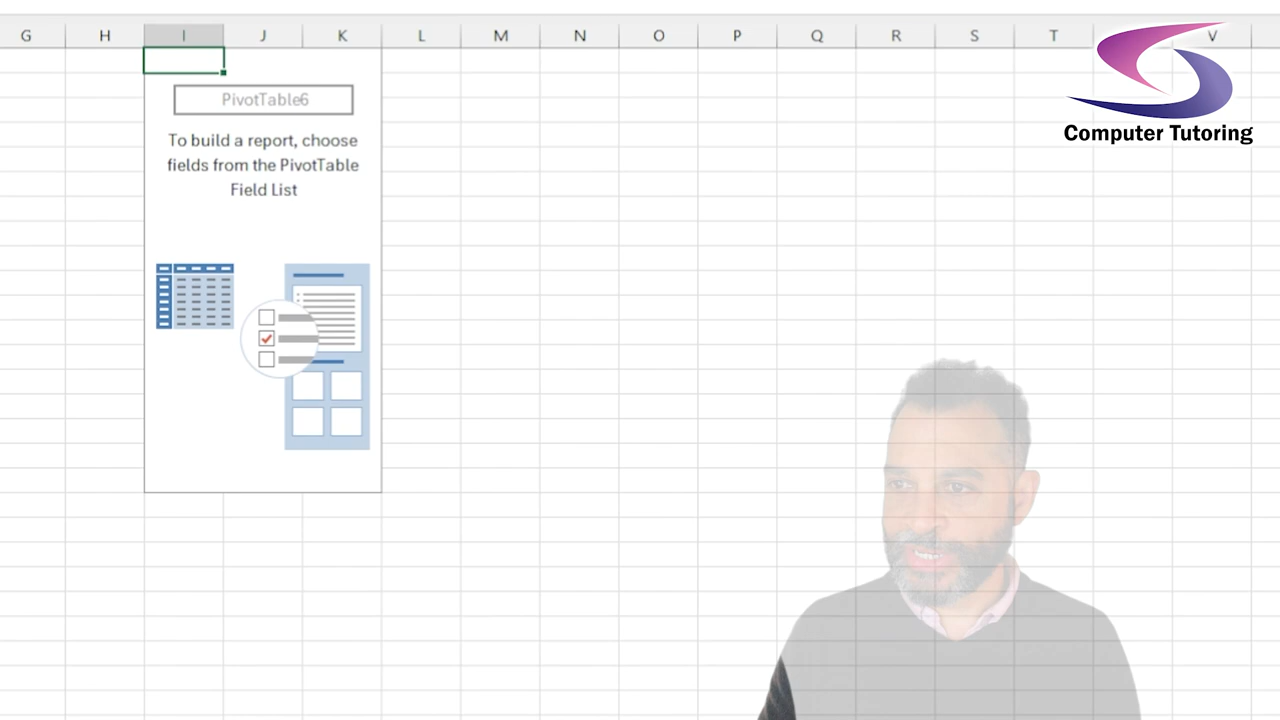 G H I J K L M N O P Q R S T V
PivotTable6
To build a report, choose
fields from the PivotTable
Field List
Computer Tutoring